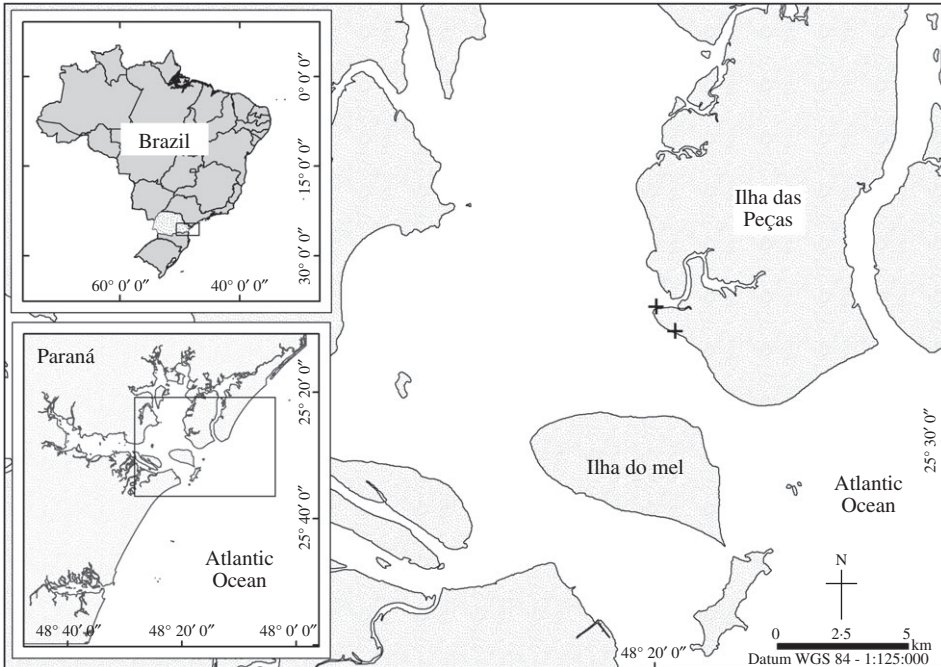 Brazil
0° 0′ 0″
15° 0′ 0″
30° 0′ 0″
60° 0′ 0″
40° 0′ 0″
Paraná
25° 20′ 0″
25° 40′ 0″
Atlantic
Ocean
48° 40′ 0″
48° 20′ 0″
48° 0′ 0″
Ilha das
Peças
Ilha do mel
25° 30′ 0″
Atlantic
Ocean
N
0
2·5
5
km
Datum WGS 84 - 1:125:000
48° 20′ 0″